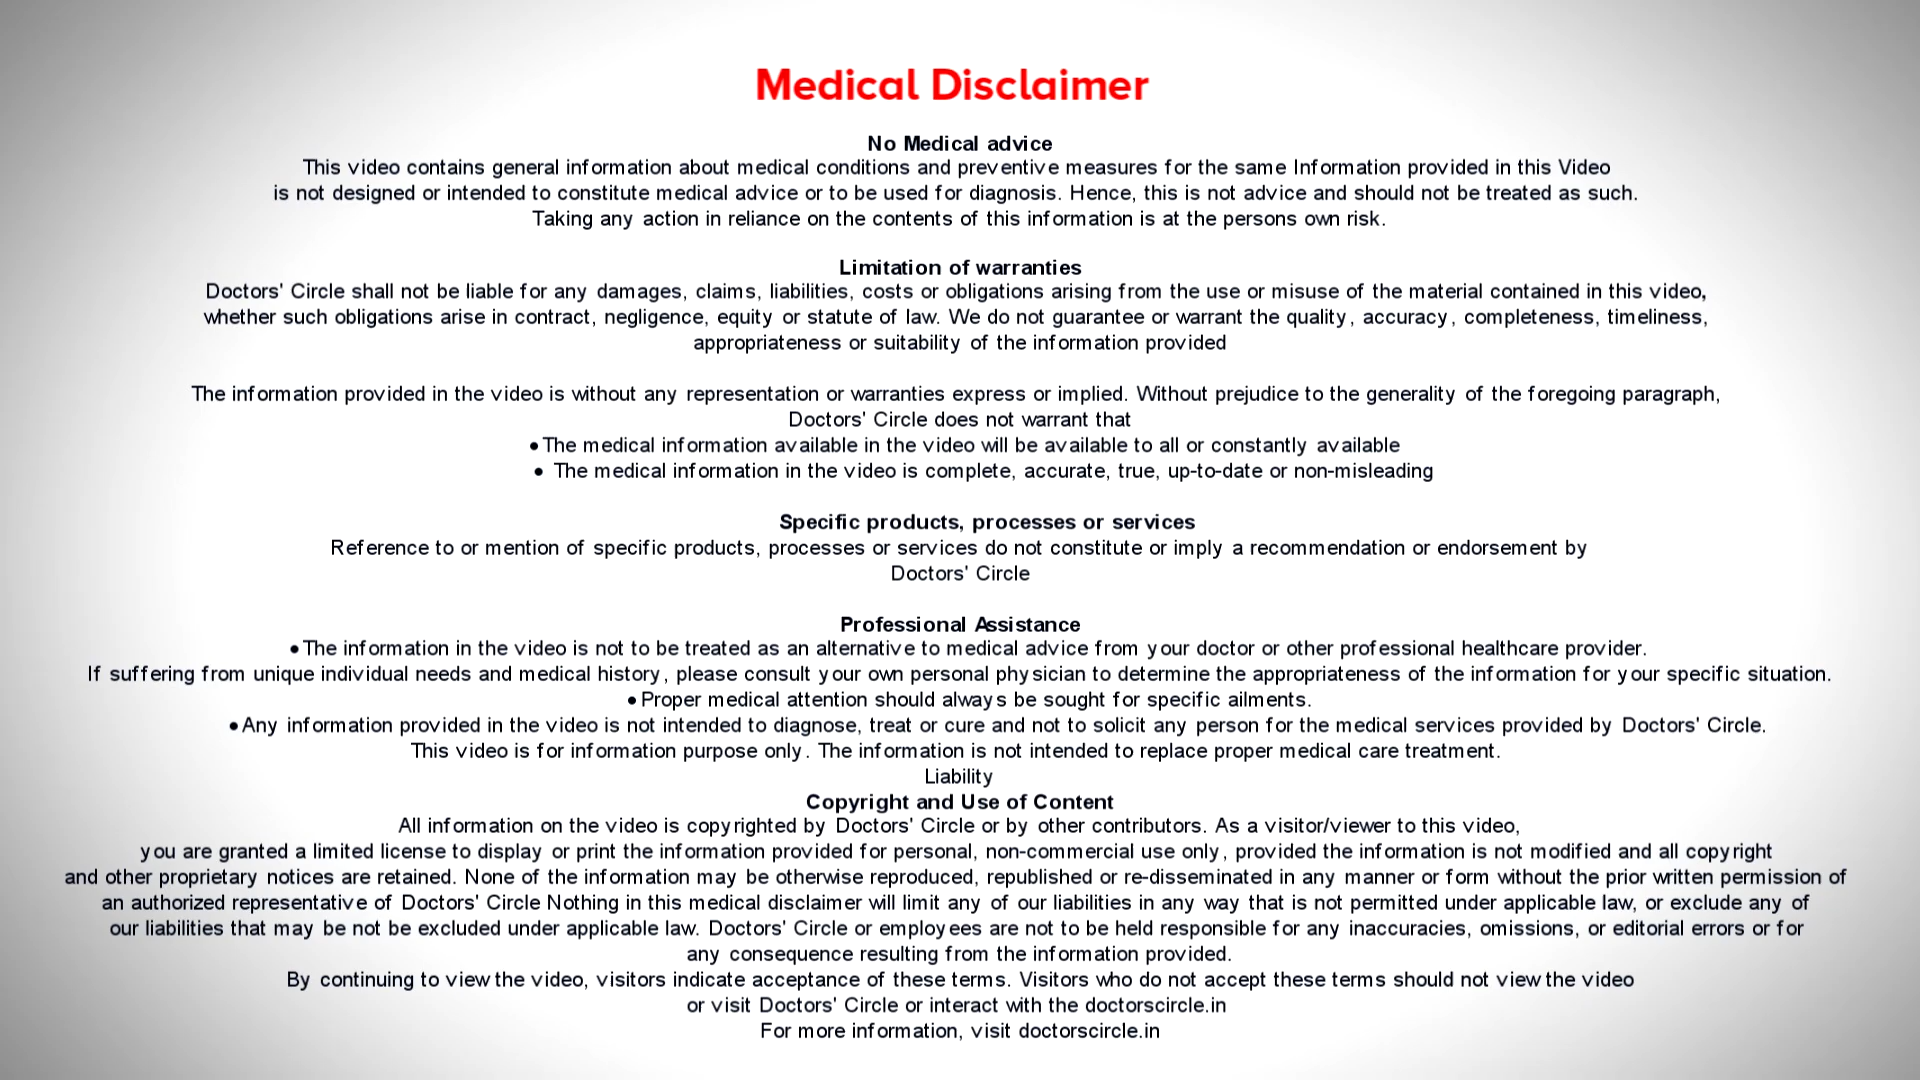 Medical Disclaimer
No Medical advice
This video contains general information about medical conditions and preventive measures for the same Information provided in this Video
is not designed or intended to constitute medical advice or to be used for diagnosis. Hence, this is not advice and should not be treated as such.
Taking any action in reliance on the contents of this information is at the persons own risk.
Limitation of warranties
Doctors' Circle shall not be liable for any damages, claims, liabilities, costs or obligations arising from the use or misuse of the material contained in this video,
whether such obligations arise in contract, negligence, equity or statute of law. We do not guarantee or warrant the quality, accuracy, completeness, timeliness,
appropriateness or suitability of the information provided
The information provided in the video is without any representation or warranties express or implied. Without prejudice to the generality of the foregoing paragraph,
Doctors' Circle does not warrant that
• The medical information available in the video will be available to all or constantly available
• The medical information in the video is complete, accurate, true, up-to-date or non-misleading
Specific products, processes or services
Reference to or mention of specific products, processes or services do not constitute or imply a recommendation or endorsement by
Doctors' Circle
Professional Assistance
• The information in the video is not to be treated as an alternative to medical advice from your doctor or other professional healthcare provider.
If suffering from unique individual needs and medical history, please consult your own personal physician to determine the appropriateness of the information for your specific situation.
• Proper medical attention should always be sought for specific ailments.
• Any information provided in the video is not intended to diagnose, treat or cure and not to solicit any person for the medical services provided by Doctors' Circle.
This video is for information purpose only. The information is not intended to replace proper medical care treatment.
Liability
Copyright and Use of Content
All information on the video is copyrighted by Doctors' Circle or by other contributors. As a visitor/viewer to this video,
you are granted a limited license to display or print the information provided for personal, non-commercial use only, provided the information is not modified and all copyright
and other proprietary notices are retained. None of the information may be otherwise reproduced, republished or re-disseminated in any manner or form without the prior written permission of
an authorized representative of Doctors' Circle Nothing in this medical disclaimer will limit any of our liabilities in any way that is not permitted under applicable law, or exclude any of
our liabilities that may be not be excluded under applicable law. Doctors' Circle or employees are not to be held responsible for any inaccuracies, omissions, or editorial errors or for
any consequence resulting from the information provided.
By continuing to view the video, visitors indicate acceptance of these terms. Visitors who do not accept these terms should not view the video
or visit Doctors' Circle or interact with the doctorscircle.in
For more information, visit doctorscircle.in